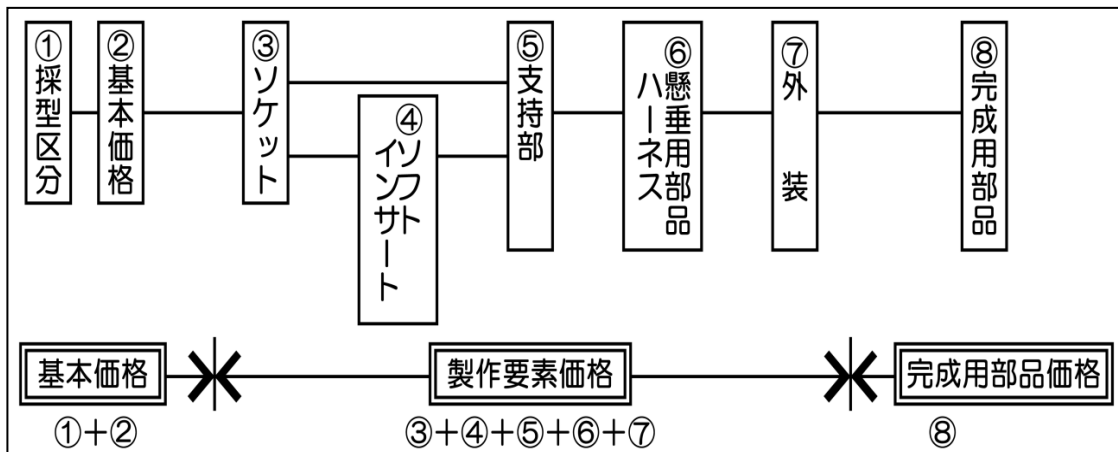 ①採型区分
②基本価格
③ソケット
④ソフト
インサート
⑤支持部
⑥懸垂用部品
ハーネス
⑦外装
⑧完成用部品
基本価格
製作要素価格
完成用部品価格
①+②
③+④+⑤+⑥+⑦
⑧